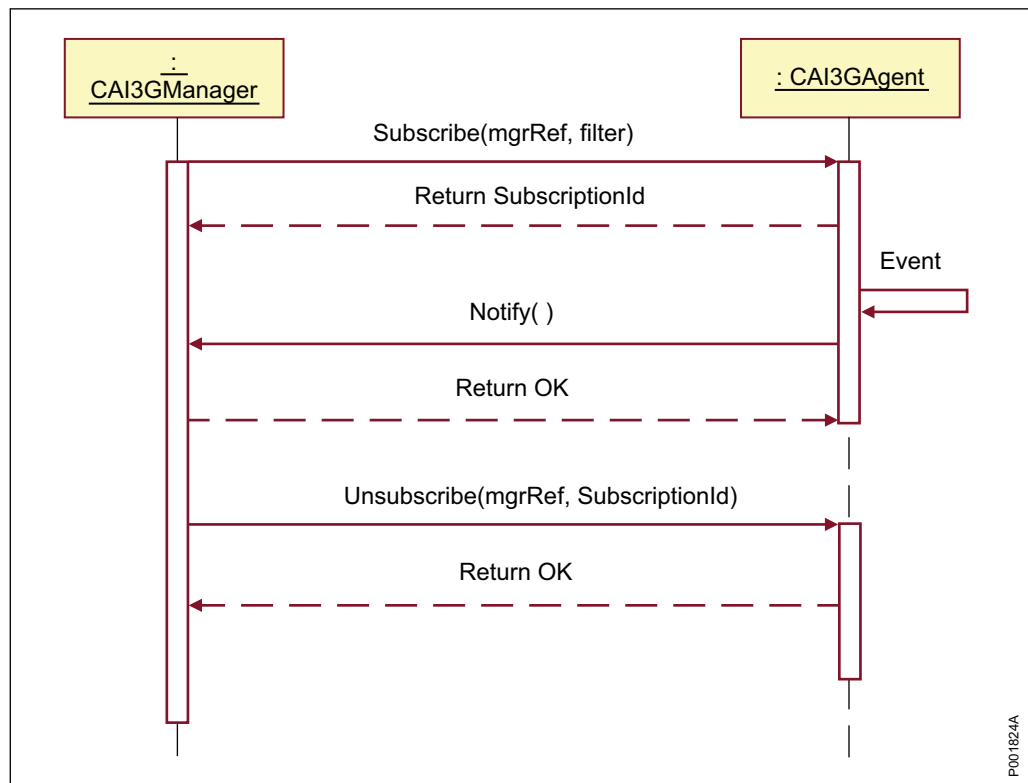 :
CAI3GManager
: CAI3GAgent
Subscribe(mgrRef, filter)
Return SubscriptionId
Event
Notify( )
Return OK
Unsubscribe(mgrRef, SubscriptionId)
Return OK
P001824A